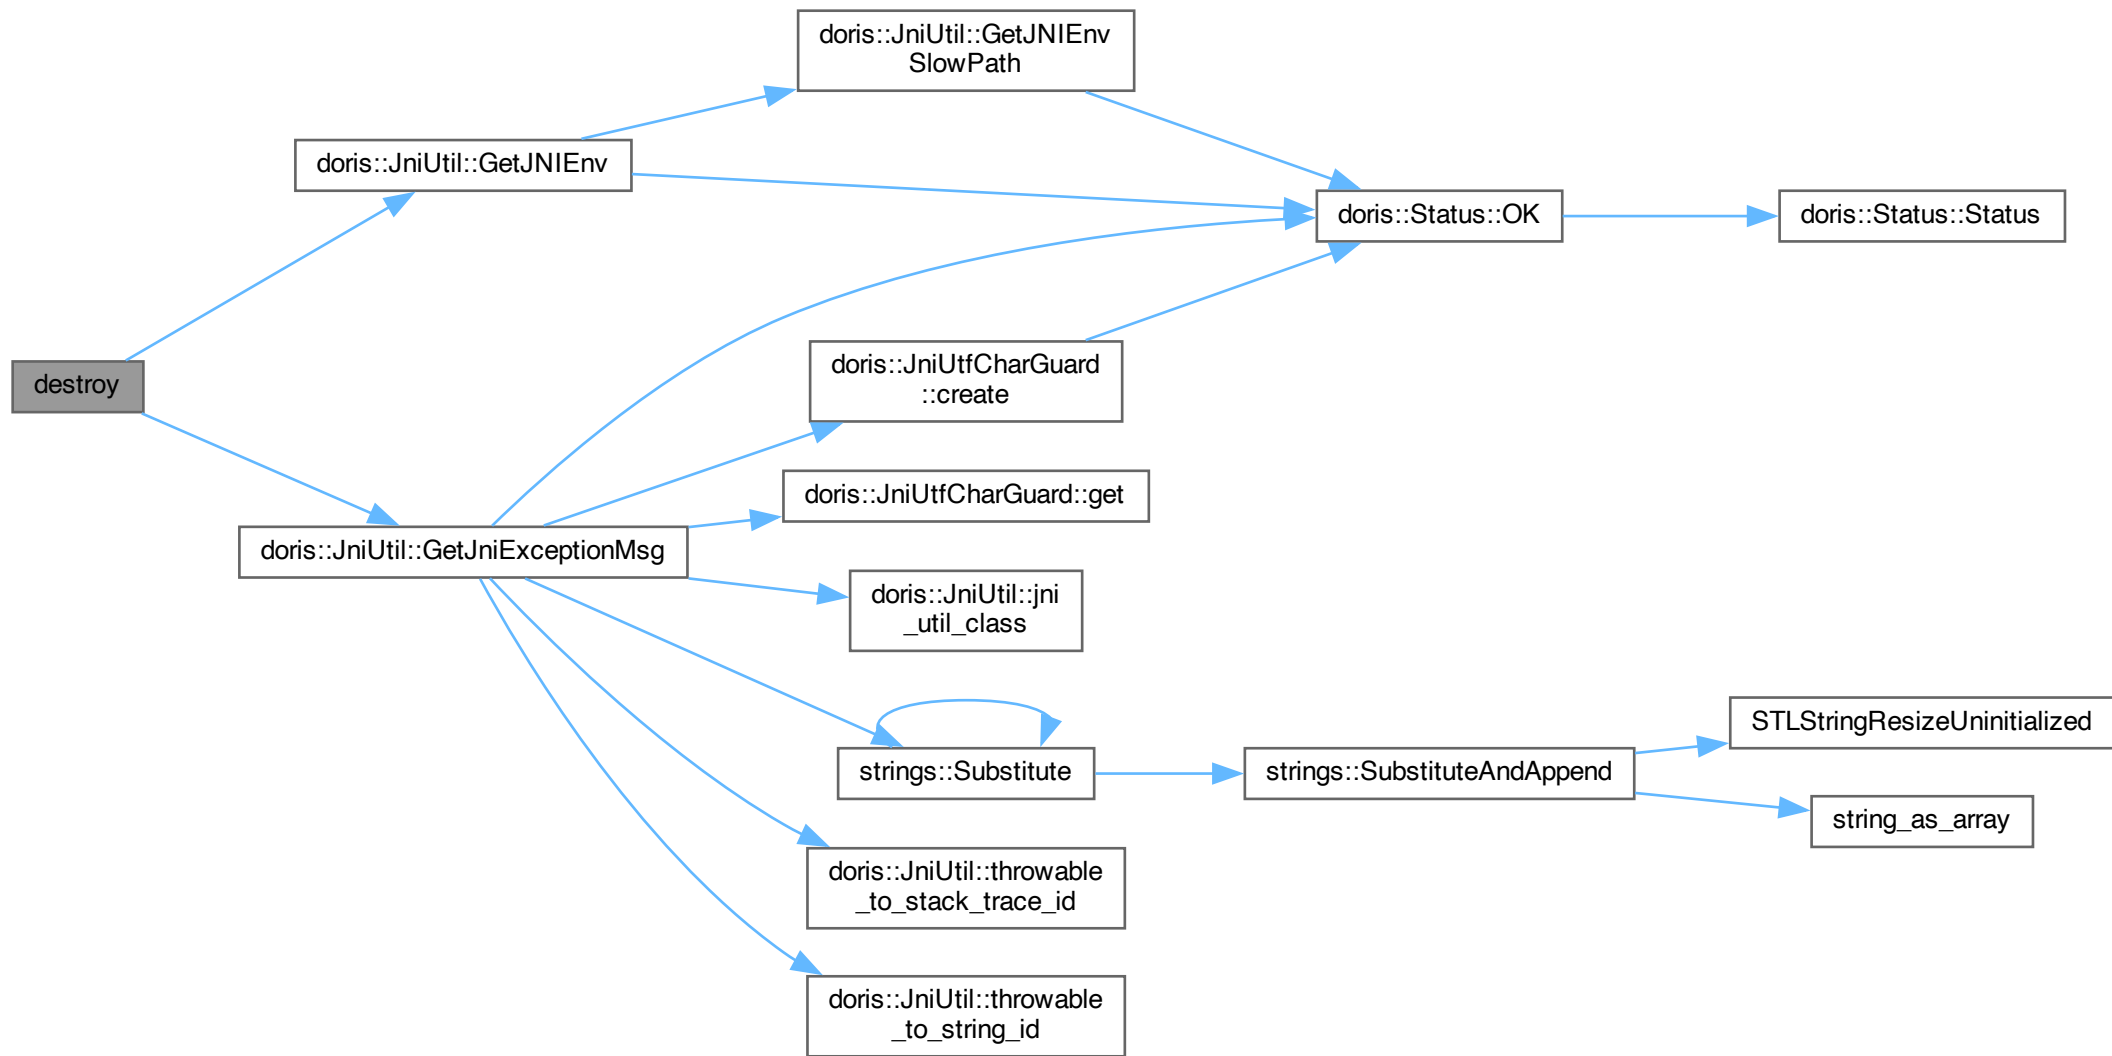 destroy
doris::JniUtil::GetJNIEnv
doris::JniUtil::GetJNIEnv
SlowPath
doris::Status::OK
doris::Status::Status
doris::JniUtil::GetJniExceptionMsg
doris::JniUtfCharGuard
::create
doris::JniUtfCharGuard::get
doris::JniUtil::jni
_util_class
strings::Substitute
strings::SubstituteAndAppend
STLStringResizeUninitialized
string_as_array
doris::JniUtil::throwable
_to_stack_trace_id
doris::JniUtil::throwable
_to_string_id